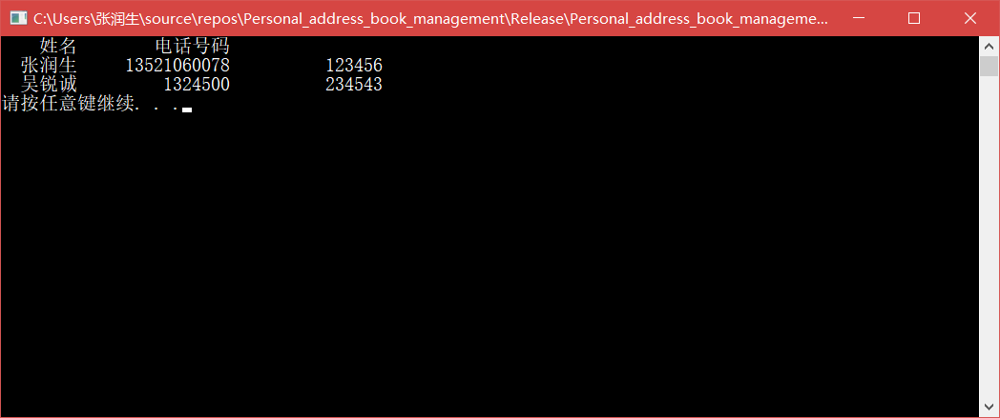 C:\Users\张润生\source\repos\Personal_address_book_management\Release\Personal_address_book_manageme...
姓名 电话号码
张润生 13521060078 123456
吴锐诚 1324500 234543
请按任意键继续. . .